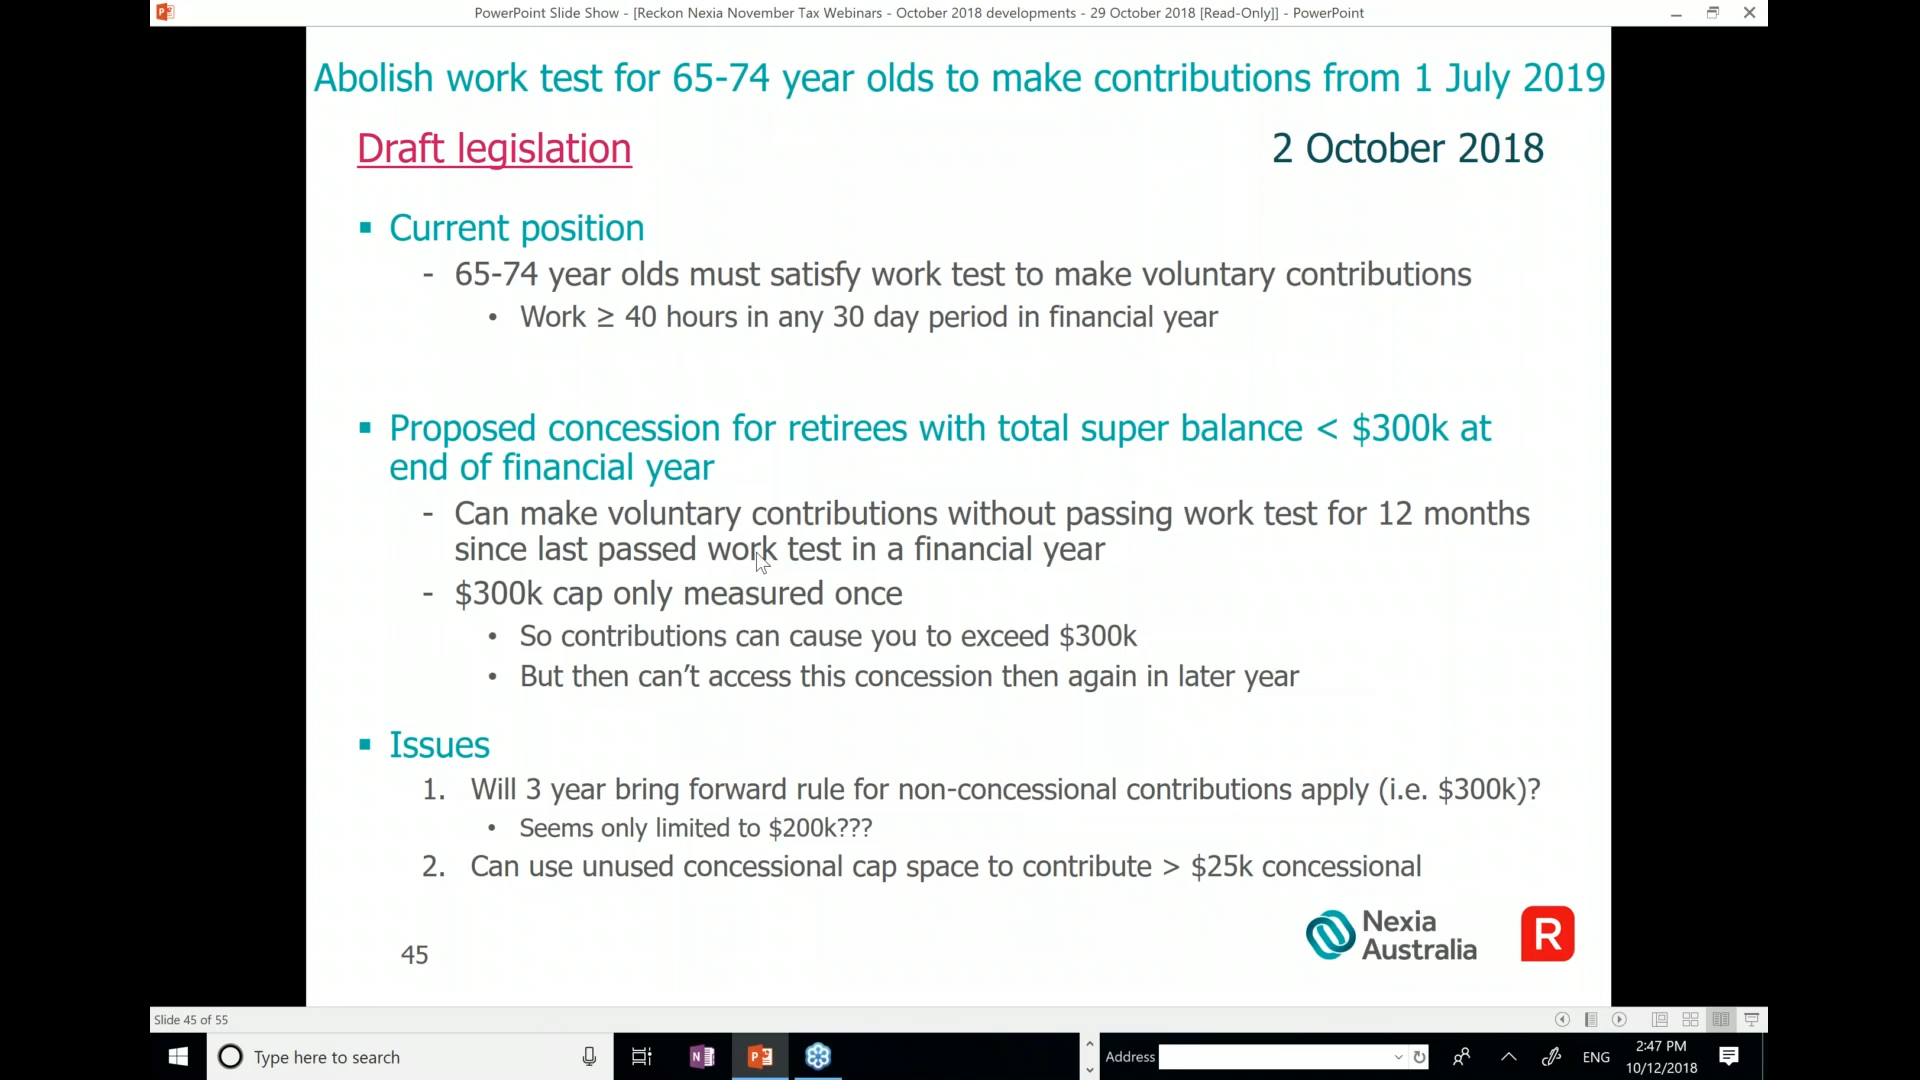 PowerPoint Slide Show - [Reckon Nexia November Tax Webinars - October 2018 developments - 29 October 2018 [Read-Only]] - PowerPoint
Abolish work test for 65-74 year olds to make contributions from 1 July 2019
Draft legislation
2 October 2018
▪ Current position
- 65-74 year olds must satisfy work test to make voluntary contributions
• Work ≥ 40 hours in any 30 day period in financial year
▪ Proposed concession for retirees with total super balance < $300k at
end of financial year
- Can make voluntary contributions without passing work test for 12 months
since last passed work test in a financial year
- $300k cap only measured once
• So contributions can cause you to exceed $300k
• But then can't access this concession then again in later year
▪ Issues
1. Will 3 year bring forward rule for non-concessional contributions apply (i.e. $300k)?
• Seems only limited to $200k???
2. Can use unused concessional cap space to contribute > $25k concessional
Nexia
Australia
R
45
Slide 45 of 55
Type here to search
N
P
Address
ENG
2:47 PM
10/12/2018